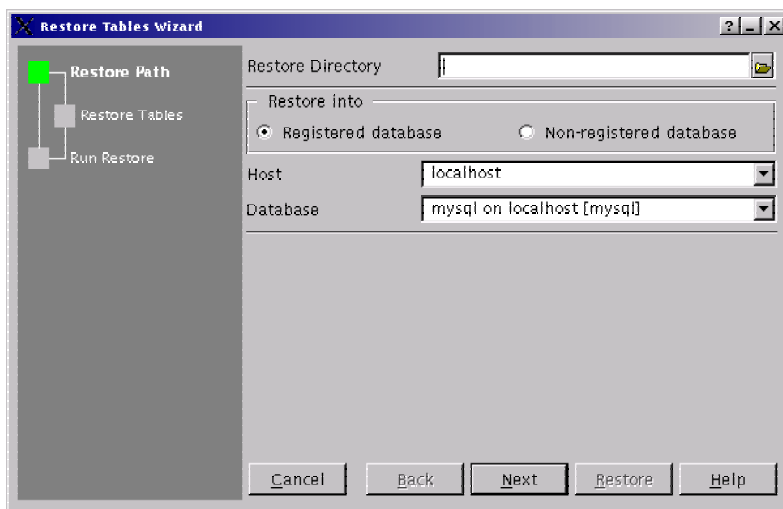 Restore Tables Wizard
Restore Path
Restore Tables
Run Restore
Restore Directory
Restore into
Registered database
Non-registered database
Host
localhost
Database
mysql on localhost [mysql]
Cancel
Back
Next
Restore
Help